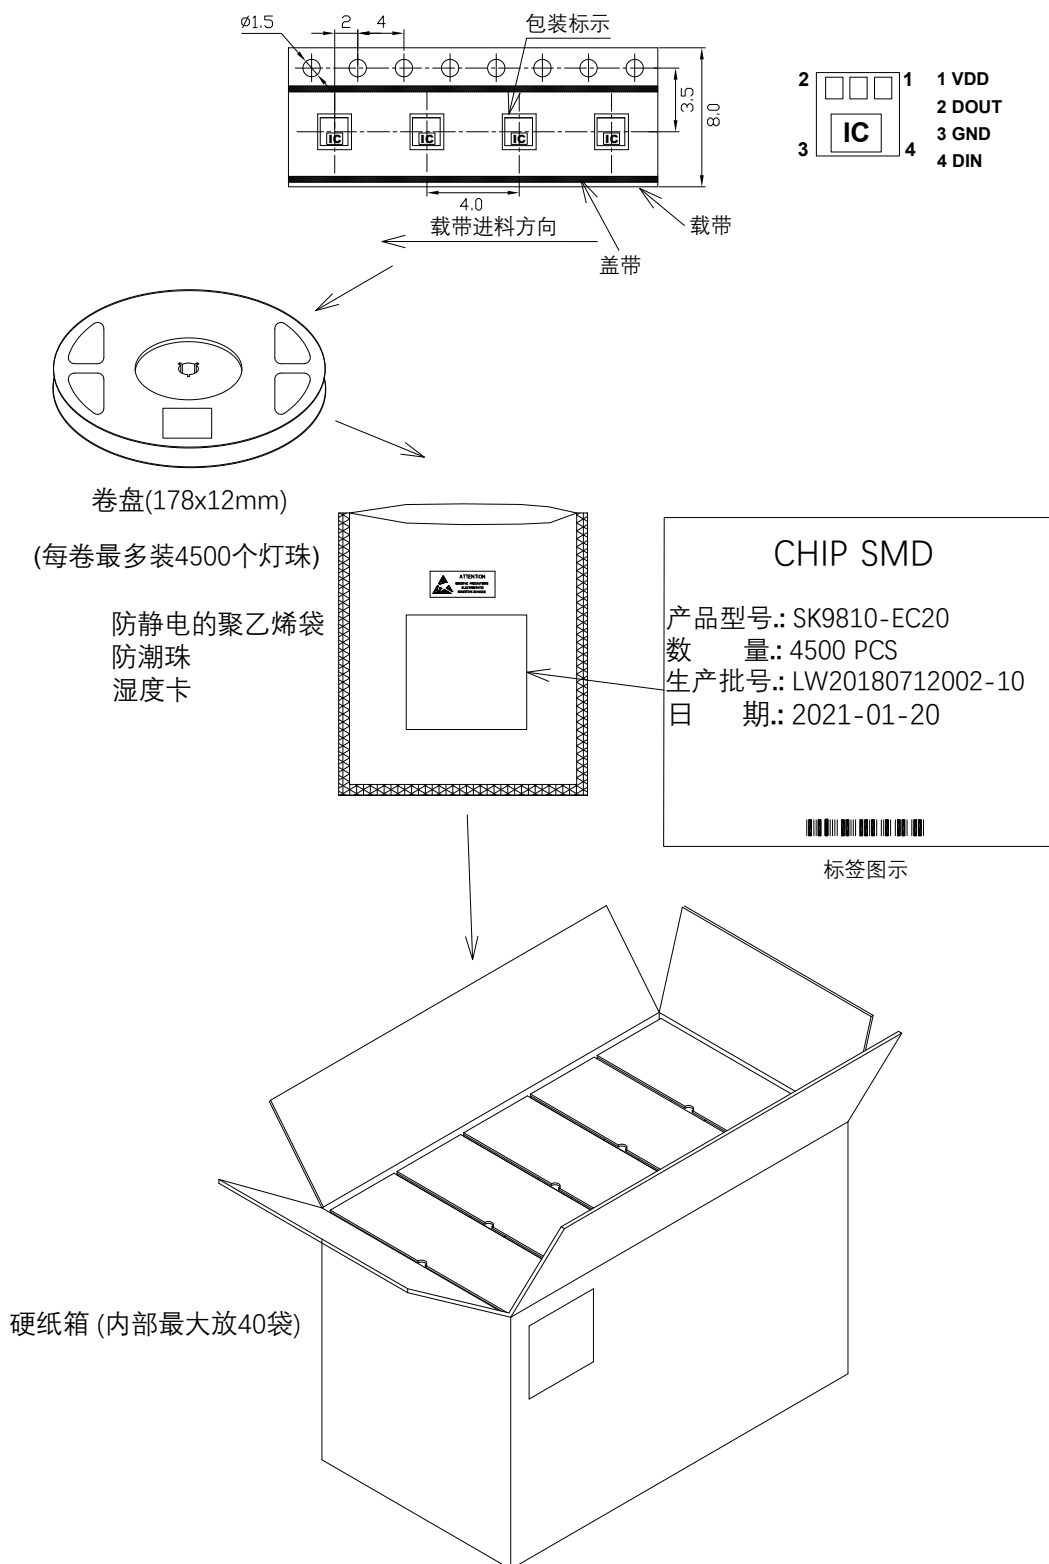 ø1.5
2
4
包装标示
3.5
8.0
IC
IC
IC
IC
4.0
载带进料方向
载带
盖带
2
1
IC
3
4
1 VDD
2 DOUT
3 GND
4 DIN
卷盘(178x12mm)
(每卷最多装4500个灯珠)
防静电的聚乙烯袋
防潮珠
湿度卡
ATTENTION
CHIP SMD
产品型号.: SK9810-EC20
数 量.: 4500 PCS
生产批号.: LW20180712002-10
日 期.: 2021-01-20
标签图示
硬纸箱 (内部最大放40袋)